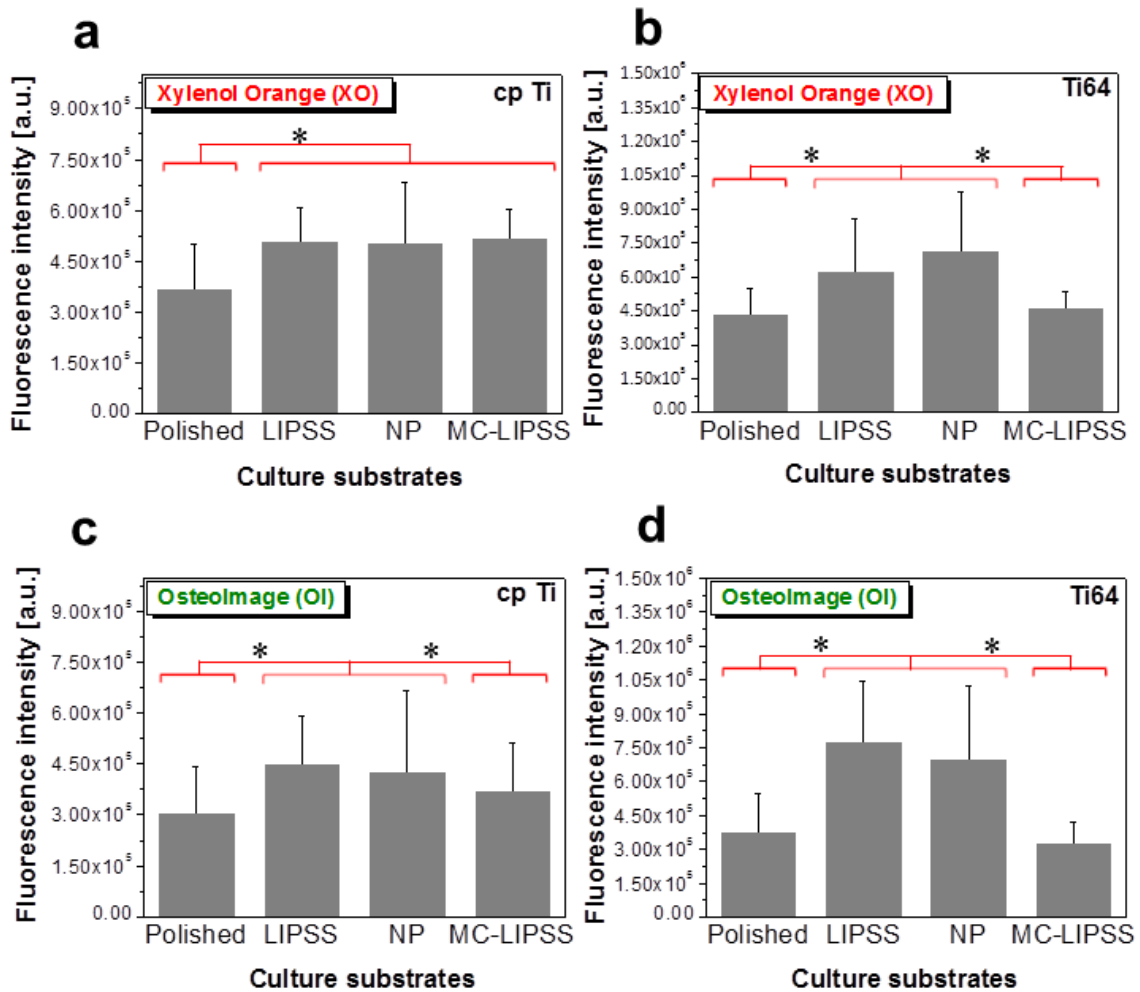 a
Fluorescence intensity [a.u.]
9.00x10⁵
7.50x10⁵
6.00x10⁵
4.50x10⁵
3.00x10⁵
1.50x10⁵
0.00
Xylenol Orange (XO)
cp Ti
*
Polished LIPSS NP MC-LIPSS
Culture substrates
b
Fluorescence intensity [a.u.]
1.50x10⁶
1.35x10⁶
1.20x10⁶
1.05x10⁶
9.00x10⁵
7.50x10⁵
6.00x10⁵
4.50x10⁵
3.00x10⁵
1.50x10⁵
0.00
Xylenol Orange (XO)
Ti64
* *
Polished LIPSS NP MC-LIPSS
Culture substrates
c
Fluorescence intensity [a.u.]
9.00x10⁵
7.50x10⁵
6.00x10⁵
4.50x10⁵
3.00x10⁵
1.50x10⁵
0.00
OsteoImage (OI)
cp Ti
* *
Polished LIPSS NP MC-LIPSS
Culture substrates
d
Fluorescence intensity [a.u.]
1.50x10⁶
1.35x10⁶
1.20x10⁶
1.05x10⁶
9.00x10⁵
7.50x10⁵
6.00x10⁵
4.50x10⁵
3.00x10⁵
1.50x10⁵
0.00
OsteoImage (OI)
Ti64
* *
Polished LIPSS NP MC-LIPSS
Culture substrates